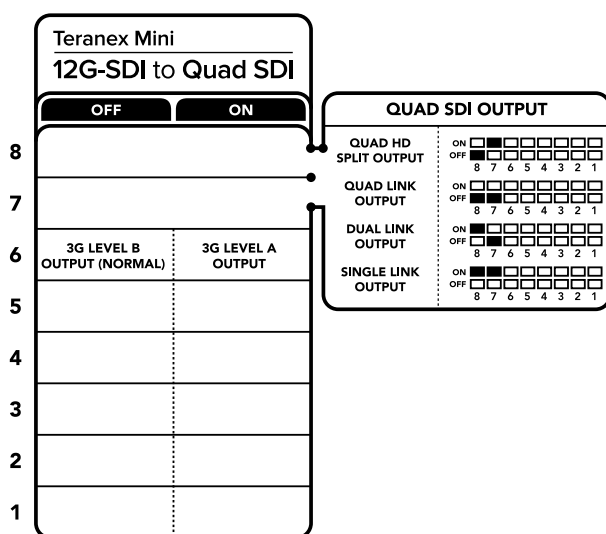 Teranex Mini
12G-SDI to Quad SDI
OFF ON
8
7
6 3G LEVEL B OUTPUT (NORMAL) 3G LEVEL A OUTPUT
5
4
3
2
1
QUAD SDI OUTPUT
QUAD HD SPLIT OUTPUT
ON
OFF
8 7 6 5 4 3 2 1
QUAD LINK OUTPUT
ON
OFF
8 7 6 5 4 3 2 1
DUAL LINK OUTPUT
ON
OFF
8 7 6 5 4 3 2 1
SINGLE LINK OUTPUT
ON
OFF
8 7 6 5 4 3 2 1